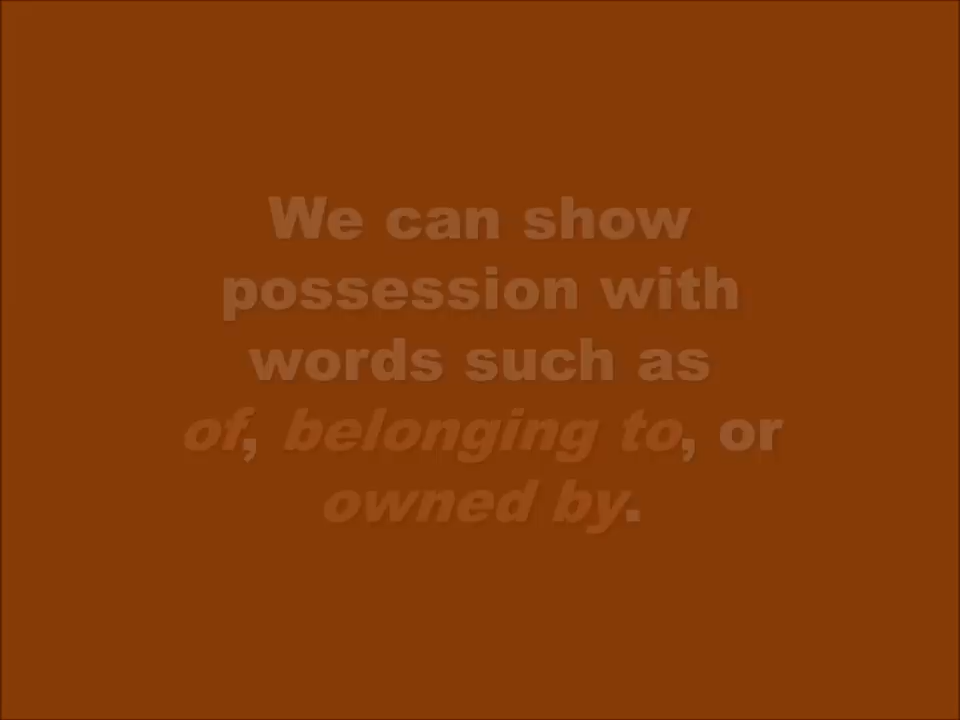 We can show
possession with
words such as
of, belonging to, or
owned by.